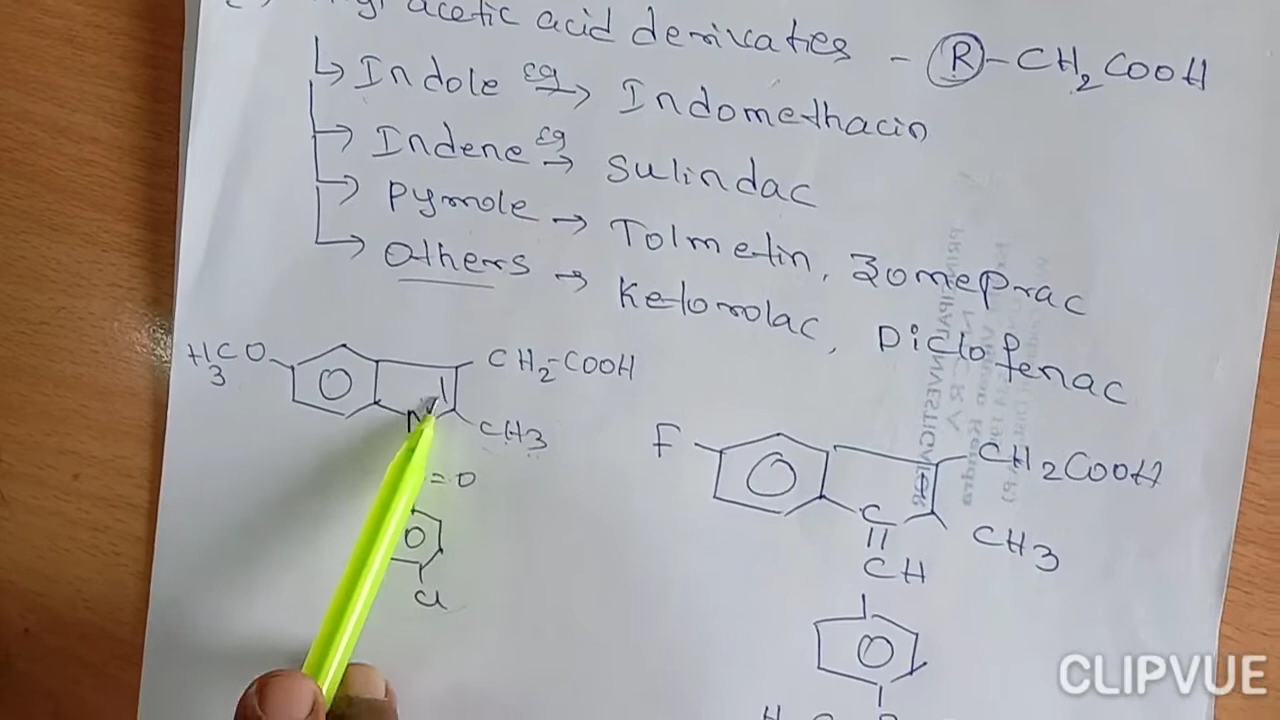 acetic acid derivaties - R-CH2COOH
Indole eg→ Indomethacin
Indene eg→ Sulindac
Pyrrole → Tolmetin, Zomeprac
Others → Ketorolac, Diclofenac
H3CO CH2-COOH
N CH3
=O
Cl
F CH2COOH
C CH3
CH
CLIPVUE